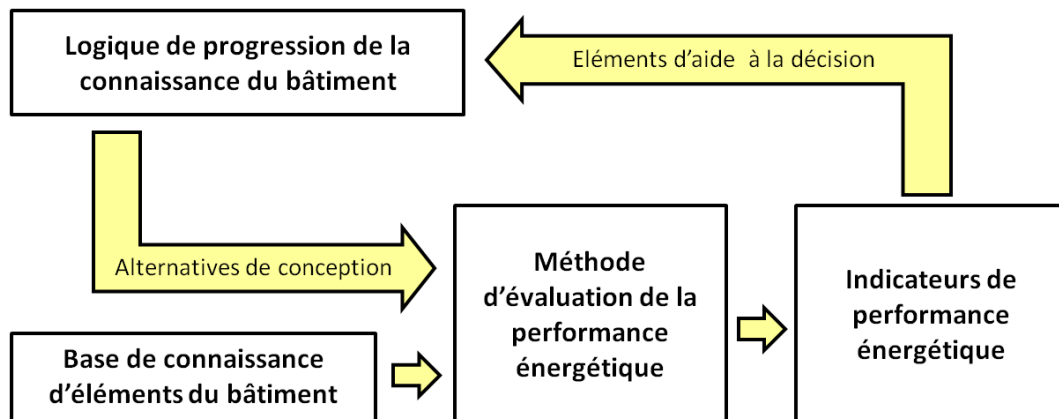 Logique de progression de la
connaissance du bâtiment
Eléments d'aide à la décision
Alternatives de conception
Méthode
d'évaluation de la
performance
énergétique
Indicateurs de
performance
énergétique
Base de connaissance
d'éléments du bâtiment